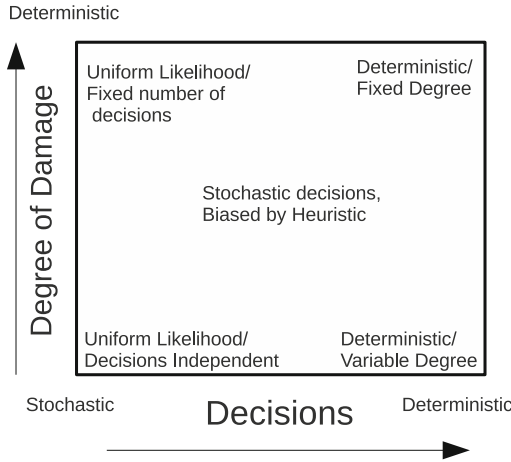 Deterministic
Degree of Damage
Uniform Likelihood/
Fixed number of
decisions
Deterministic/
Fixed Degree
Stochastic decisions,
Biased by Heuristic
Uniform Likelihood/
Decisions Independent
Deterministic/
Variable Degree
Stochastic
Decisions
Deterministic